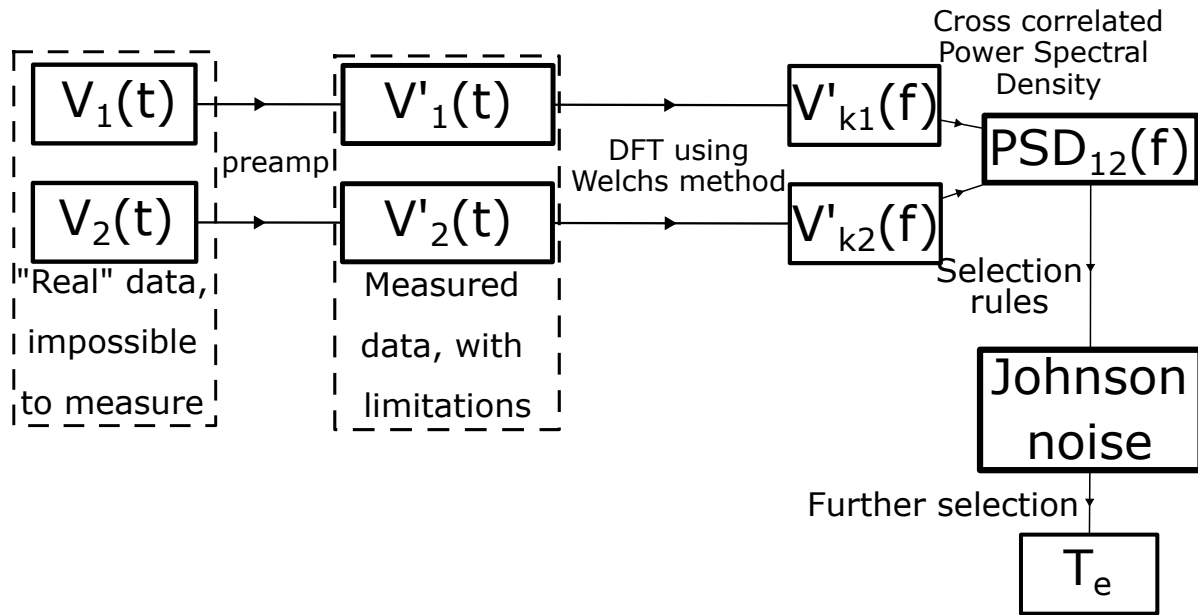 Cross correlated
Power Spectral
Density
V₁(t)
V'₁(t)
V'ₖ₁(f)
preamp
DFT using
Welchs method
PSD₁₂(f)
V₂(t)
V'₂(t)
V'ₖ₂(f)
"Real" data,
impossible
to measure
Measured
data, with
limitations
Selection
rules
Johnson
noise
Further selection
Tₑ